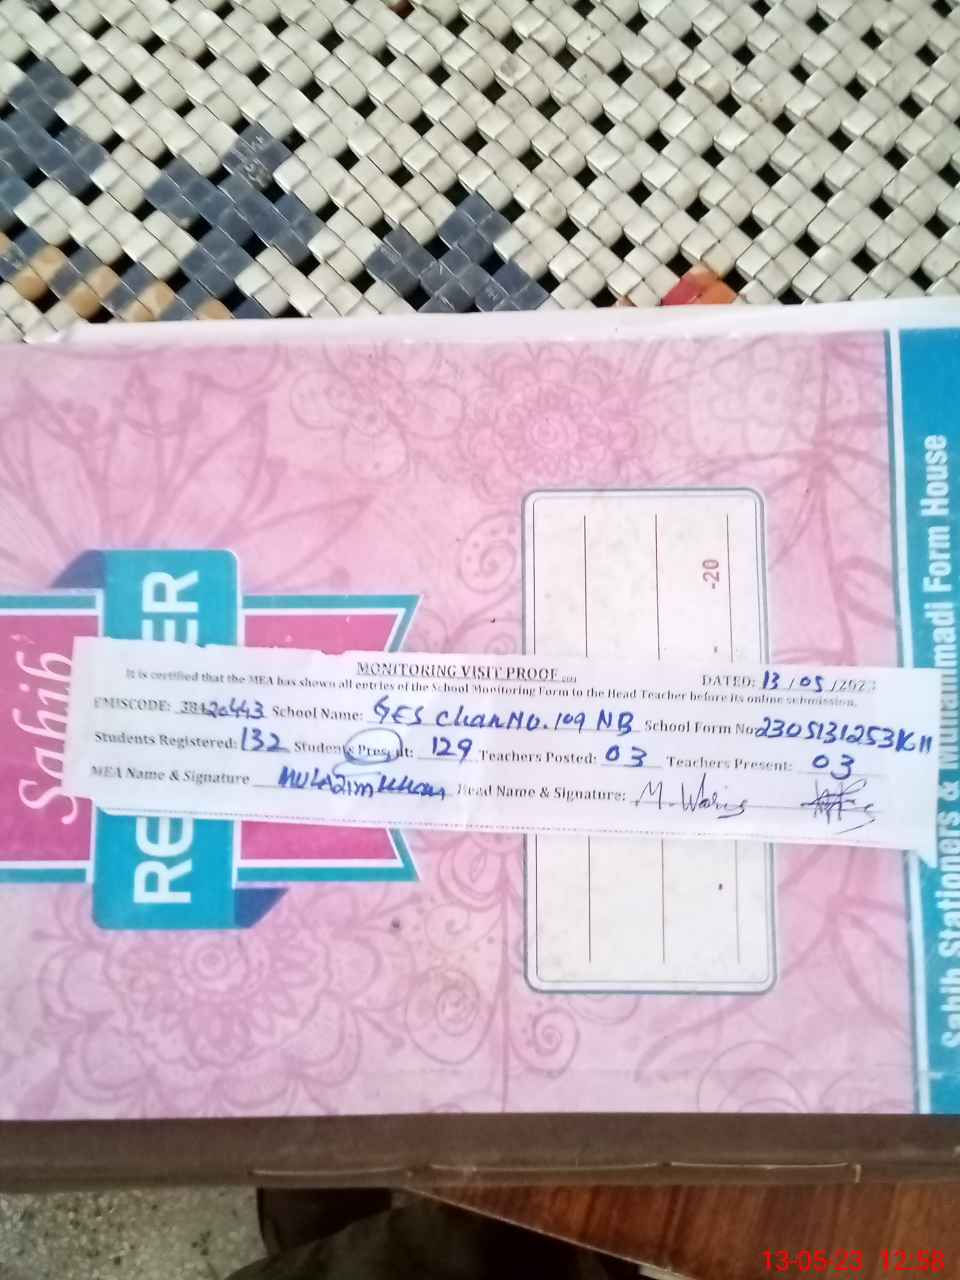 MONITORING VISIT PROOF
DATED: 13/05/2023
It is certified that the MEA has shown all entries of the School Monitoring Form to the Head Teacher before its online submission.
EMISCODE: 38420443 School Name: GES Chak No. 109 NB School Form No 230513125316H
Students Registered: 132 Students Present: 129 Teachers Posted: 03 Teachers Present: 03
MEA Name & Signature MULAZim Head Name & Signature: M. Waris
Sahib
RE ER
-20
Sahib Stationers & Muhammadi Form House
13-05-23 12:58